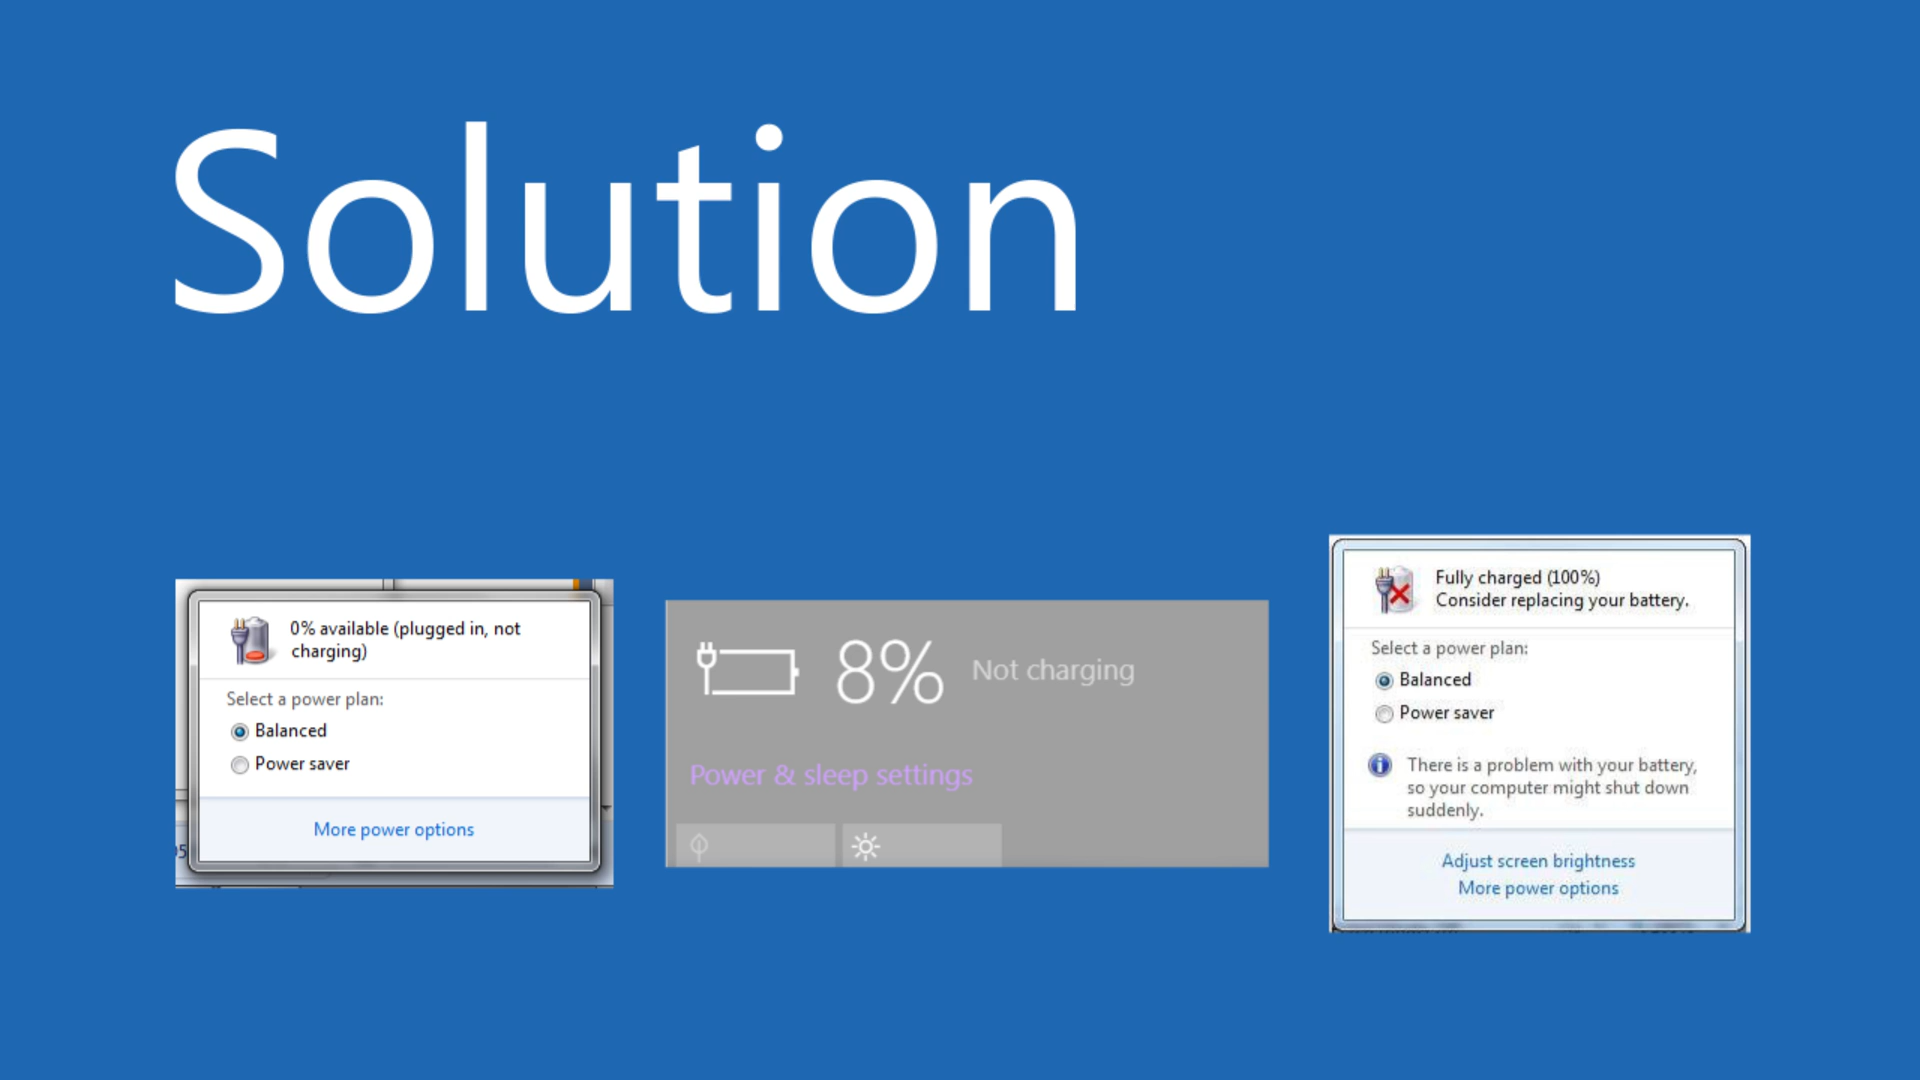 Solution
0% available (plugged in, not
charging)
Select a power plan:
Balanced
Power saver
More power options
8% Not charging
Power & sleep settings
Fully charged (100%)
Consider replacing your battery.
Select a power plan:
Balanced
Power saver
There is a problem with your battery,
so your computer might shut down
suddenly.
Adjust screen brightness
More power options